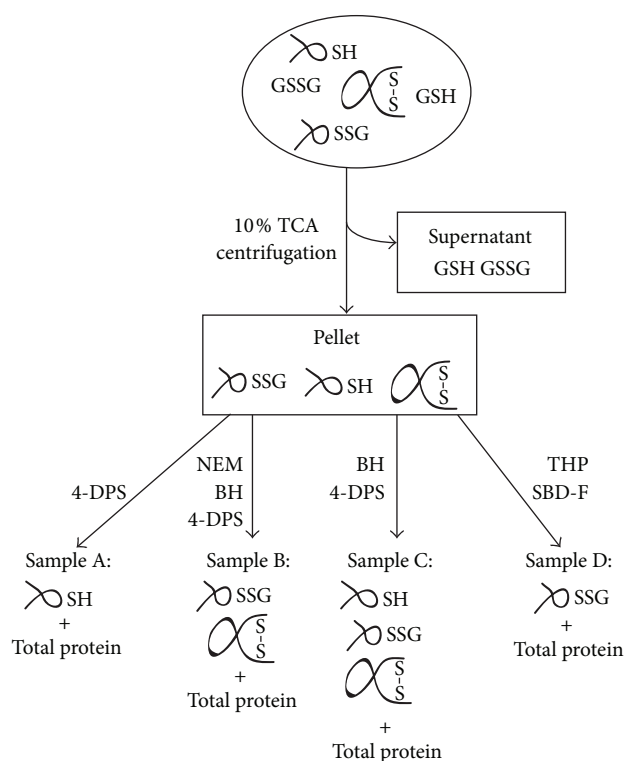 SH
GSSG
S
S
GSH
SSG
10% TCA
centrifugation
Supernatant
GSH GSSG
Pellet
SSG
SH
S
S
4-DPS
NEM
BH
4-DPS
BH
4-DPS
THP
SBD-F
Sample A:
SH
+
Total protein
Sample B:
SSG
S
S
+
Total protein
Sample C:
SH
SSG
S
S
+
Total protein
Sample D:
SSG
+
Total protein